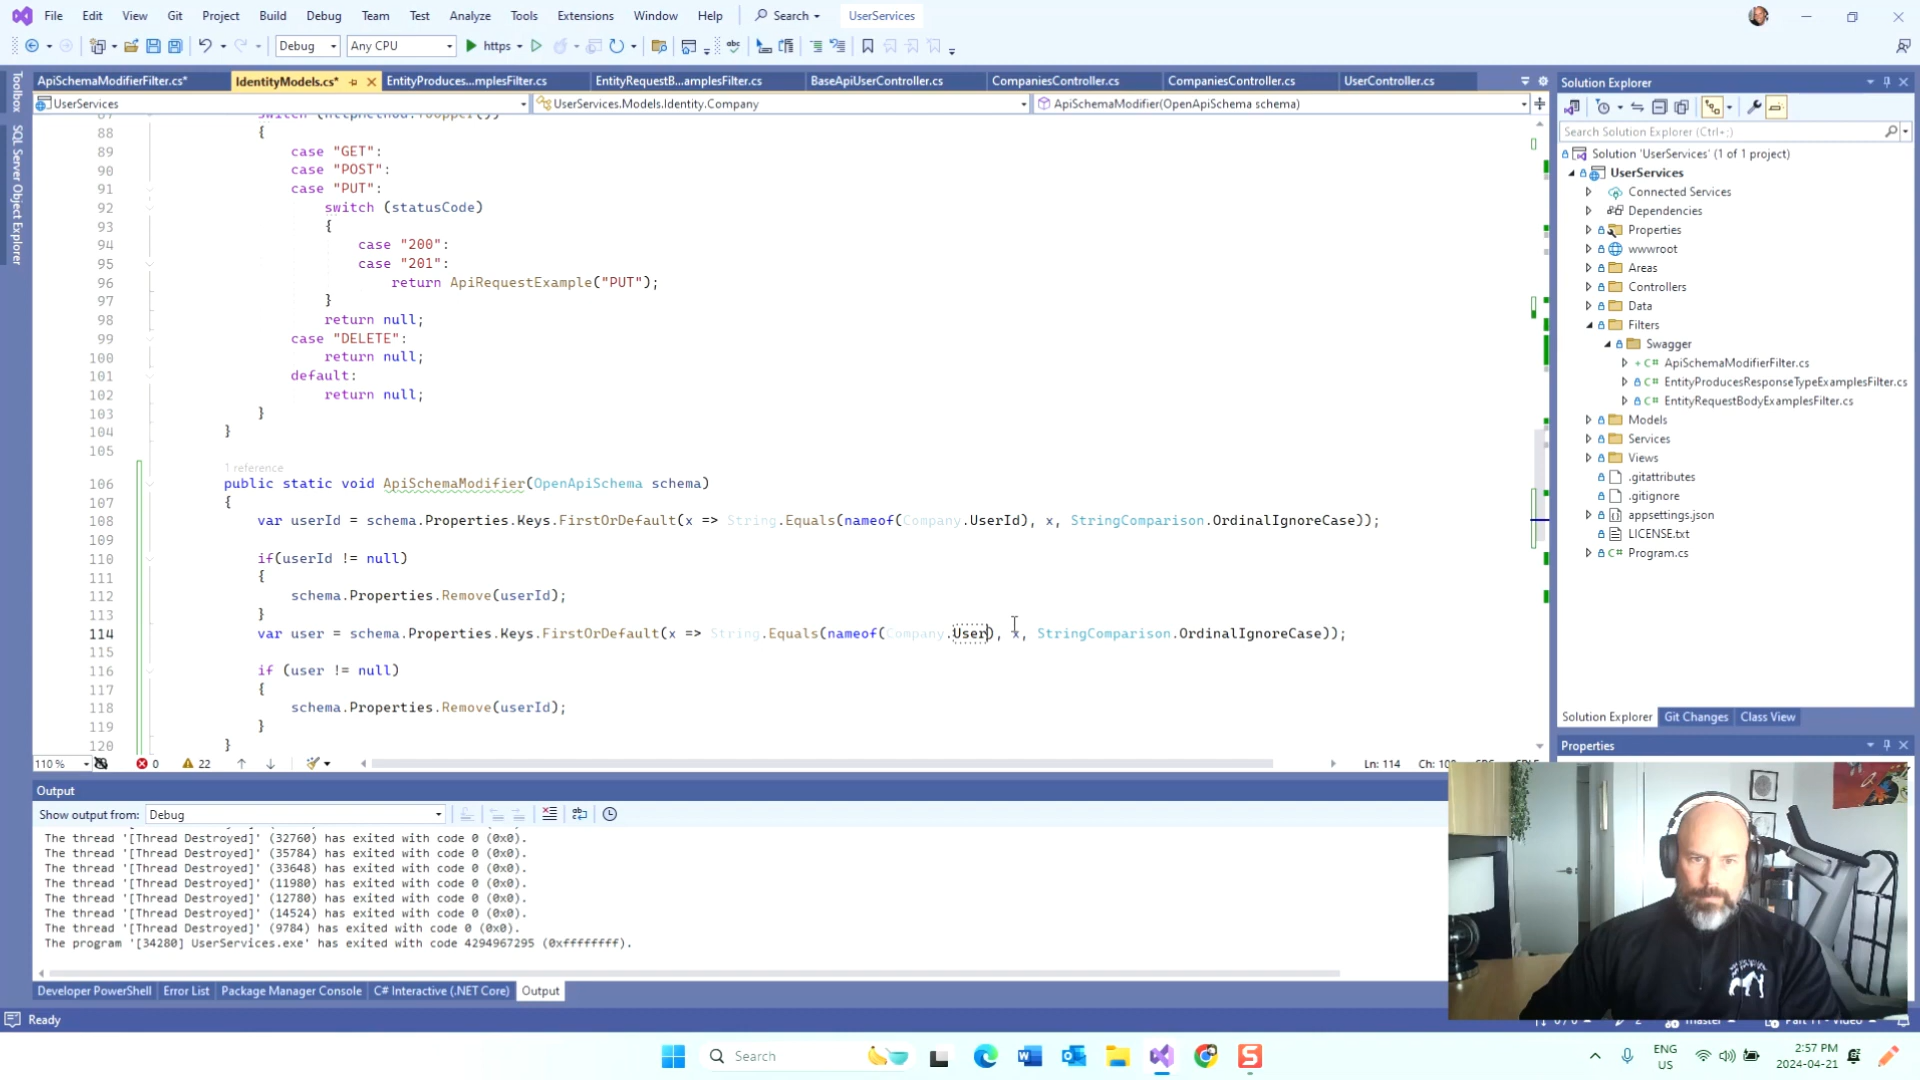 File Edit View Git Project Build Debug Team Test Analyze Tools Extensions Window Help Search UserServices
Debug Any CPU https
Toolbox
SQL Server Object Explorer
ApiSchemaModifierFilter.cs* IdentityModels.cs* EntityProduces...mplesFilter.cs EntityRequestB...amplesFilter.cs BaseApiUserController.cs CompaniesController.cs CompaniesController.cs UserController.cs
UserServices UserServices.Models.Identity.Company ApiSchemaModifier(OpenApiSchema schema)
88 {
89 case "GET":
90 case "POST":
91 case "PUT":
92 switch (statusCode)
93 {
94 case "200":
95 case "201":
96 return ApiRequestExample("PUT");
97 }
98 return null;
99 case "DELETE":
100 return null;
101 default:
102 return null;
103 }
104 }
105
1 reference
106 public static void ApiSchemaModifier(OpenApiSchema schema)
107 {
108 var userId = schema.Properties.Keys.FirstOrDefault(x => String.Equals(nameof(Company.UserId), x, StringComparison.OrdinalIgnoreCase));
109
110 if(userId != null)
111 {
112 schema.Properties.Remove(userId);
113 }
114 var user = schema.Properties.Keys.FirstOrDefault(x => String.Equals(nameof(Company.User), x, StringComparison.OrdinalIgnoreCase));
115
116 if (user != null)
117 {
118 schema.Properties.Remove(userId);
119 }
120 }
110 % 0 22 Ln: 114
Output
Show output from: Debug
The thread '[Thread Destroyed]' (32760) has exited with code 0 (0x0).
The thread '[Thread Destroyed]' (35784) has exited with code 0 (0x0).
The thread '[Thread Destroyed]' (33648) has exited with code 0 (0x0).
The thread '[Thread Destroyed]' (11980) has exited with code 0 (0x0).
The thread '[Thread Destroyed]' (12780) has exited with code 0 (0x0).
The thread '[Thread Destroyed]' (14524) has exited with code 0 (0x0).
The thread '[Thread Destroyed]' (9784) has exited with code 0 (0x0).
The program '[34280] UserServices.exe' has exited with code 4294967295 (0xffffffff).
Developer PowerShell Error List Package Manager Console C# Interactive (.NET Core) Output
Ready
Solution Explorer
Search Solution Explorer (Ctrl+;)
Solution 'UserServices' (1 of 1 project)
UserServices
Connected Services
Dependencies
Properties
wwwroot
Areas
Controllers
Data
Filters
Swagger
C# ApiSchemaModifierFilter.cs
C# EntityProducesResponseTypeExamplesFilter.cs
C# EntityRequestBodyExamplesFilter.cs
Models
Services
Views
.gitattributes
.gitignore
appsettings.json
LICENSE.txt
C# Program.cs
Solution Explorer Git Changes Class View
Properties
Search
ENG
US
2:57 PM
2024-04-21